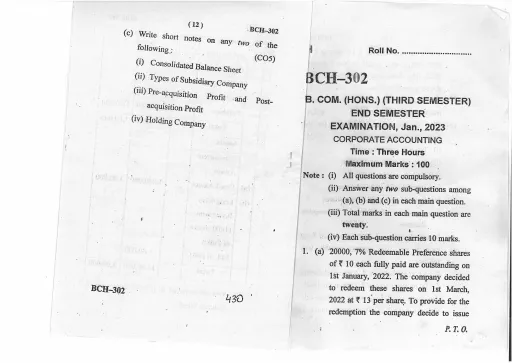 (12)
BCH-302
(c) Write short notes on any two of the
following :
(CO5)
(i) Consolidated Balance Sheet
(ii) Types of Subsidiary Company
(iii) Pre-acquisition Profit and Post-
acquisition Profit
(iv) Holding Company
BCH-302
430
Roll No. ..............................
BCH-302
B. COM. (HONS.) (THIRD SEMESTER)
END SEMESTER
EXAMINATION, Jan., 2023
CORPORATE ACCOUNTING
Time : Three Hours
Maximum Marks : 100
Note : (i) All questions are compulsory.
(ii) Answer any two sub-questions among
(a), (b) and (c) in each main question.
(iii) Total marks in each main question are
twenty.
(iv) Each sub-question carries 10 marks.
1. (a) 20000, 7% Redeemable Preference shares
of ₹ 10 each fully paid are outstanding on
1st January, 2022. The company decided
to redeem these shares on 1st March,
2022 at ₹ 13 per share. To provide for the
redemption the company decide to issue
P. T. O.